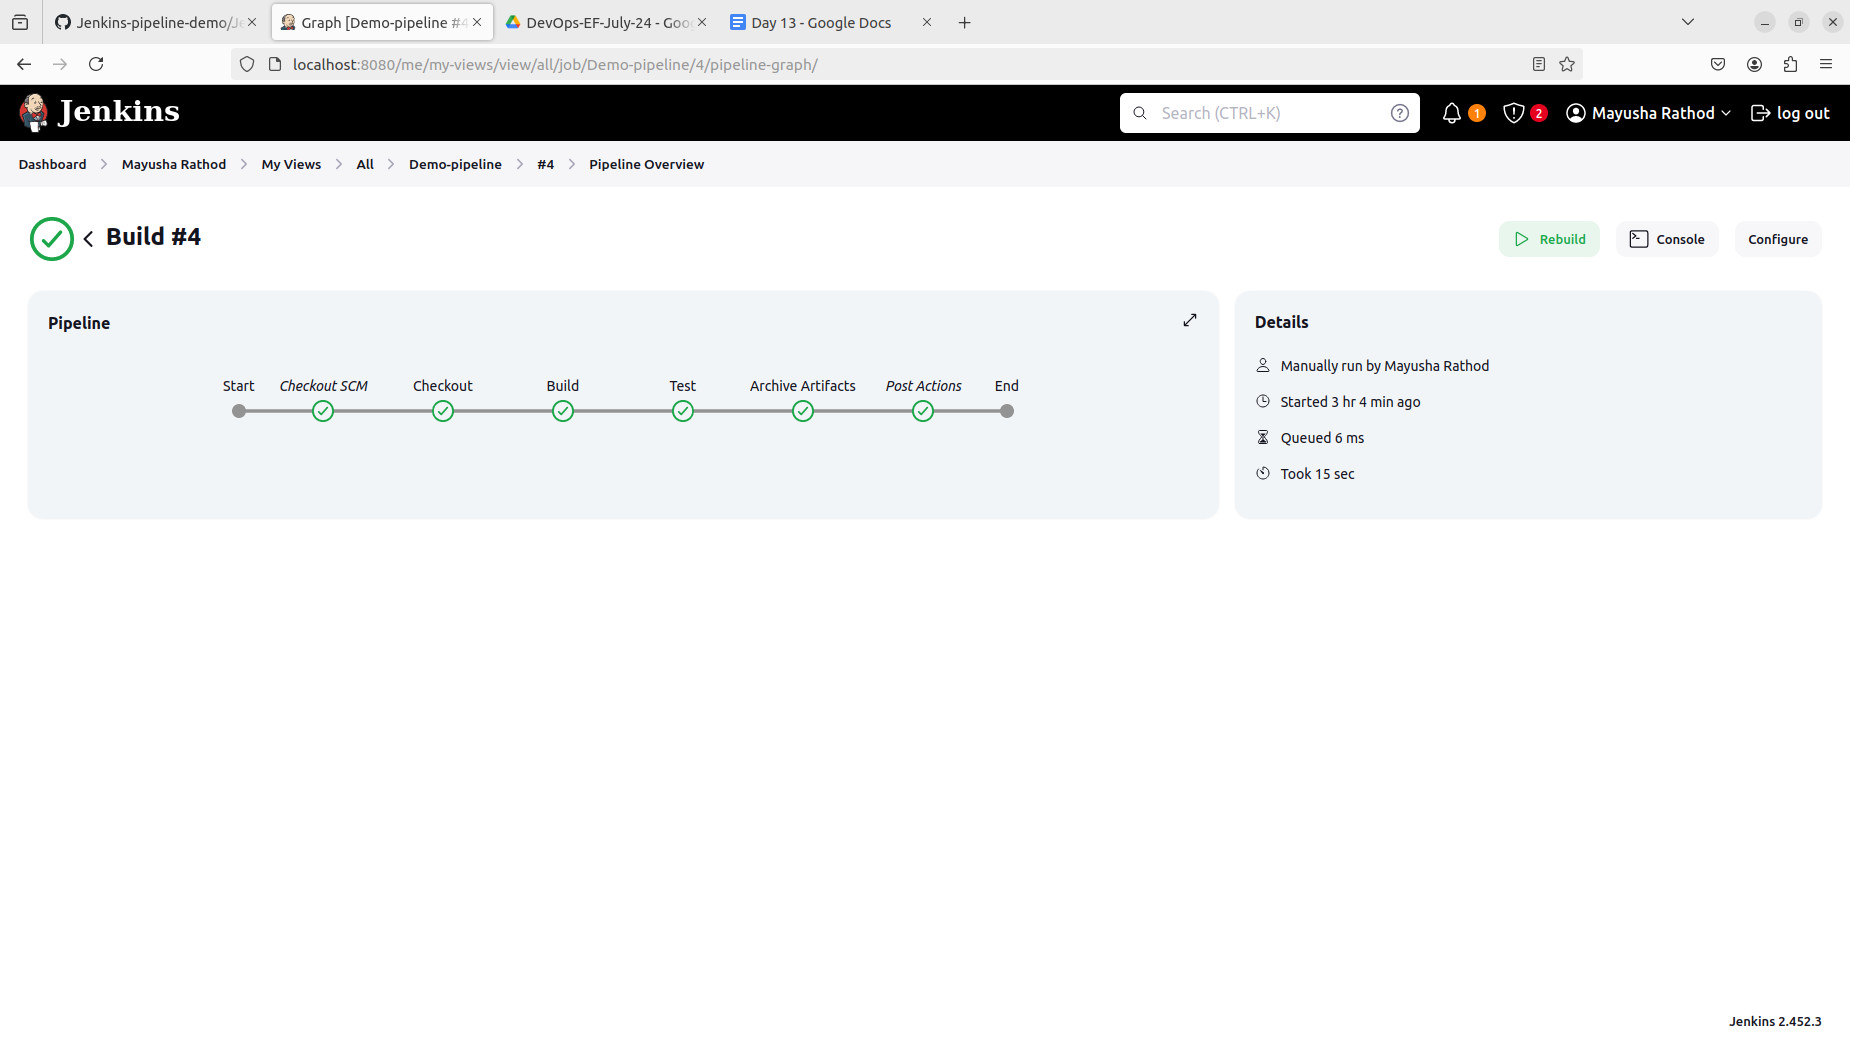 Jenkins-pipeline-demo/Je
Graph [Demo-pipeline #4
DevOps-EF-July-24 - Goo
Day 13 - Google Docs
localhost:8080/me/my-views/view/all/job/Demo-pipeline/4/pipeline-graph/
Jenkins
Search (CTRL+K)
1
2
Mayusha Rathod
log out
Dashboard > Mayusha Rathod > My Views > All > Demo-pipeline > #4 > Pipeline Overview
Build #4
Rebuild
Console
Configure
Pipeline
Start Checkout SCM Checkout Build Test Archive Artifacts Post Actions End
Details
Manually run by Mayusha Rathod
Started 3 hr 4 min ago
Queued 6 ms
Took 15 sec
Jenkins 2.452.3